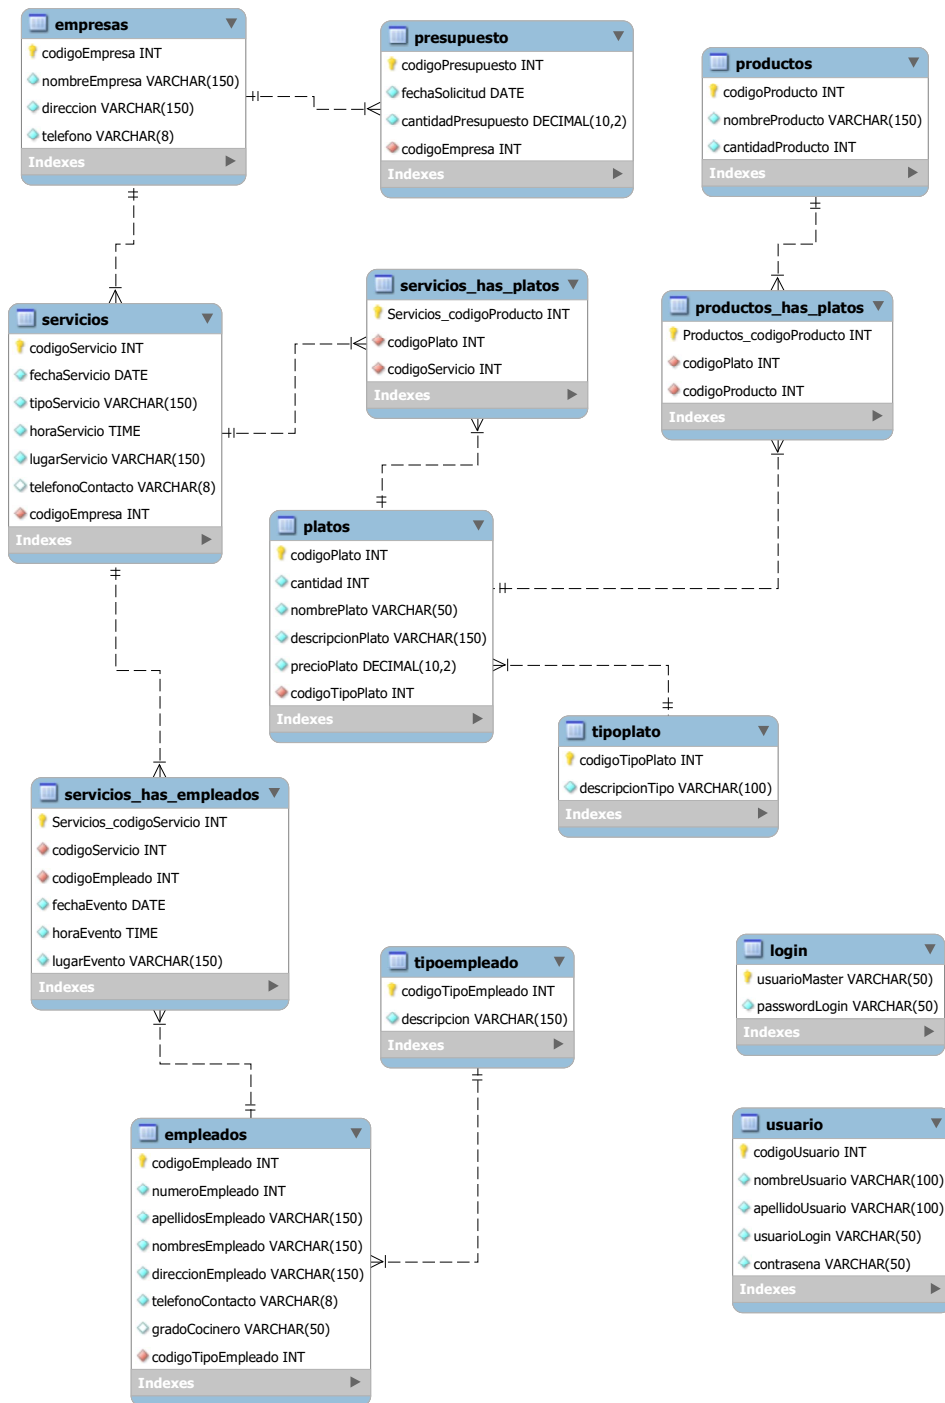 empresas
codigoEmpresa INT
nombreEmpresa VARCHAR(150)
direccion VARCHAR(150)
telefono VARCHAR(8)
Indexes
presupuesto
codigoPresupuesto INT
fechaSolicitud DATE
cantidadPresupuesto DECIMAL(10,2)
codigoEmpresa INT
Indexes
productos
codigoProducto INT
nombreProducto VARCHAR(150)
cantidadProducto INT
Indexes
servicios
codigoServicio INT
fechaServicio DATE
tipoServicio VARCHAR(150)
horaServicio TIME
lugarServicio VARCHAR(150)
telefonoContacto VARCHAR(8)
codigoEmpresa INT
Indexes
servicios_has_platos
Servicios_codigoProducto INT
codigoPlato INT
codigoServicio INT
Indexes
productos_has_platos
Productos_codigoProducto INT
codigoPlato INT
codigoProducto INT
Indexes
platos
codigoPlato INT
cantidad INT
nombrePlato VARCHAR(50)
descripcionPlato VARCHAR(150)
precioPlato DECIMAL(10,2)
codigoTipoPlato INT
Indexes
tipoplato
codigoTipoPlato INT
descripcionTipo VARCHAR(100)
Indexes
servicios_has_empleados
Servicios_codigoServicio INT
codigoServicio INT
codigoEmpleado INT
fechaEvento DATE
horaEvento TIME
lugarEvento VARCHAR(150)
Indexes
tipoempleado
codigoTipoEmpleado INT
descripcion VARCHAR(150)
Indexes
login
usuarioMaster VARCHAR(50)
passwordLogin VARCHAR(50)
Indexes
empleados
codigoEmpleado INT
numeroEmpleado INT
apellidosEmpleado VARCHAR(150)
nombresEmpleado VARCHAR(150)
direccionEmpleado VARCHAR(150)
telefonoContacto VARCHAR(8)
gradoCocinero VARCHAR(50)
codigoTipoEmpleado INT
Indexes
usuario
codigoUsuario INT
nombreUsuario VARCHAR(100)
apellidoUsuario VARCHAR(100)
usuarioLogin VARCHAR(50)
contrasena VARCHAR(50)
Indexes